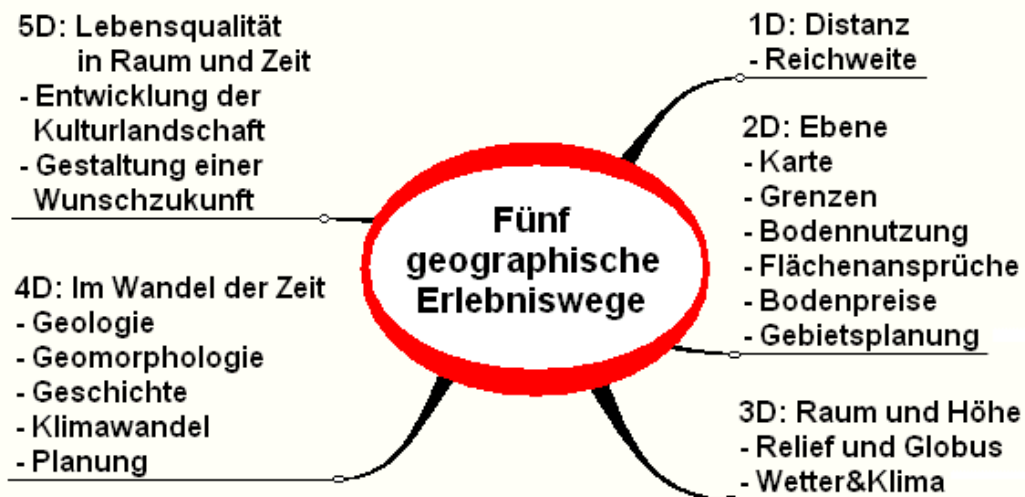 Fünf
geographische
Erlebniswege
1D: Distanz
- Reichweite
2D: Ebene
- Karte
- Grenzen
- Bodennutzung
- Flächenansprüche
- Bodenpreise
- Gebietsplanung
3D: Raum und Höhe
- Relief und Globus
- Wetter&Klima
4D: Im Wandel der Zeit
- Geologie
- Geomorphologie
- Geschichte
- Klimawandel
- Planung
5D: Lebensqualität
in Raum und Zeit
- Entwicklung der
Kulturlandschaft
- Gestaltung einer
Wunschzukunft